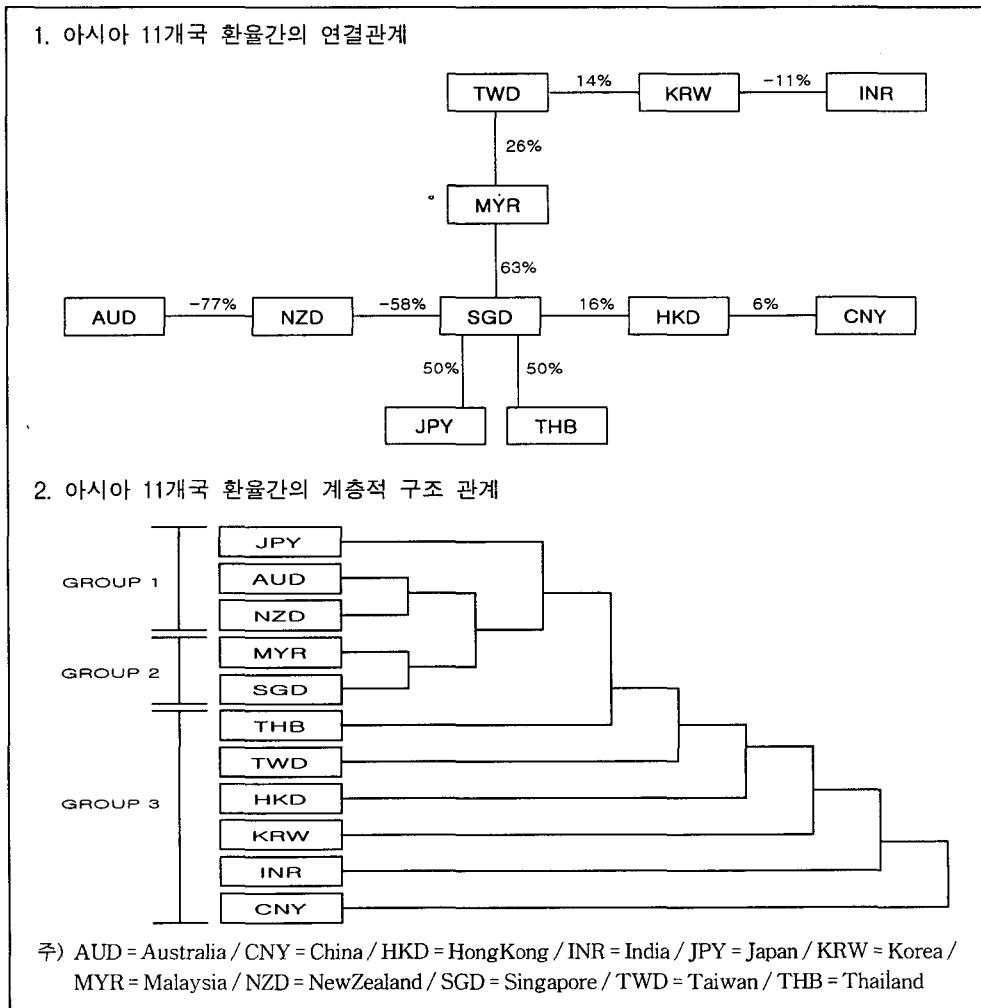 1. 아시아 11개국 환율간의 연결관계
TWD 14% KRW -11% INR
26%
MYR
63%
AUD -77% NZD -58% SGD 16% HKD 6% CNY
50% 50%
JPY THB
2. 아시아 11개국 환율간의 계층적 구조 관계
JPY
GROUP 1 AUD
NZD
MYR
GROUP 2
SGD
THB
TWD
GROUP 3 HKD
KRW
INR
CNY
주) AUD = Australia / CNY = China / HKD = HongKong / INR = India / JPY = Japan / KRW = Korea /
MYR = Malaysia / NZD = NewZealand / SGD = Singapore / TWD = Taiwan / THB = Thailand